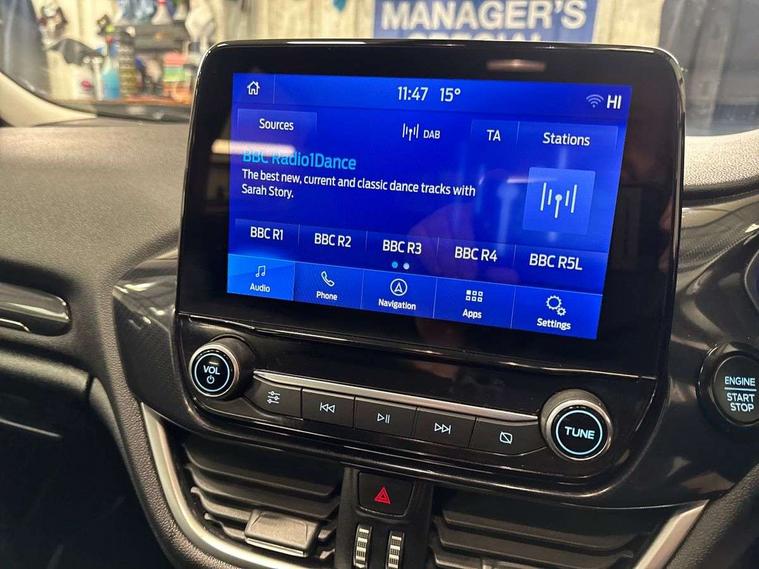 MANAGER'S
SPECIAL
11:47 15° HI
Sources DAB TA Stations
BBC Radio1Dance
The best new, current and classic dance tracks with
Sarah Story.
BBC R1 BBC R2 BBC R3 BBC R4 BBC R5L
Audio Phone Navigation Apps Settings
VOL
TUNE
ENGINE
START
STOP